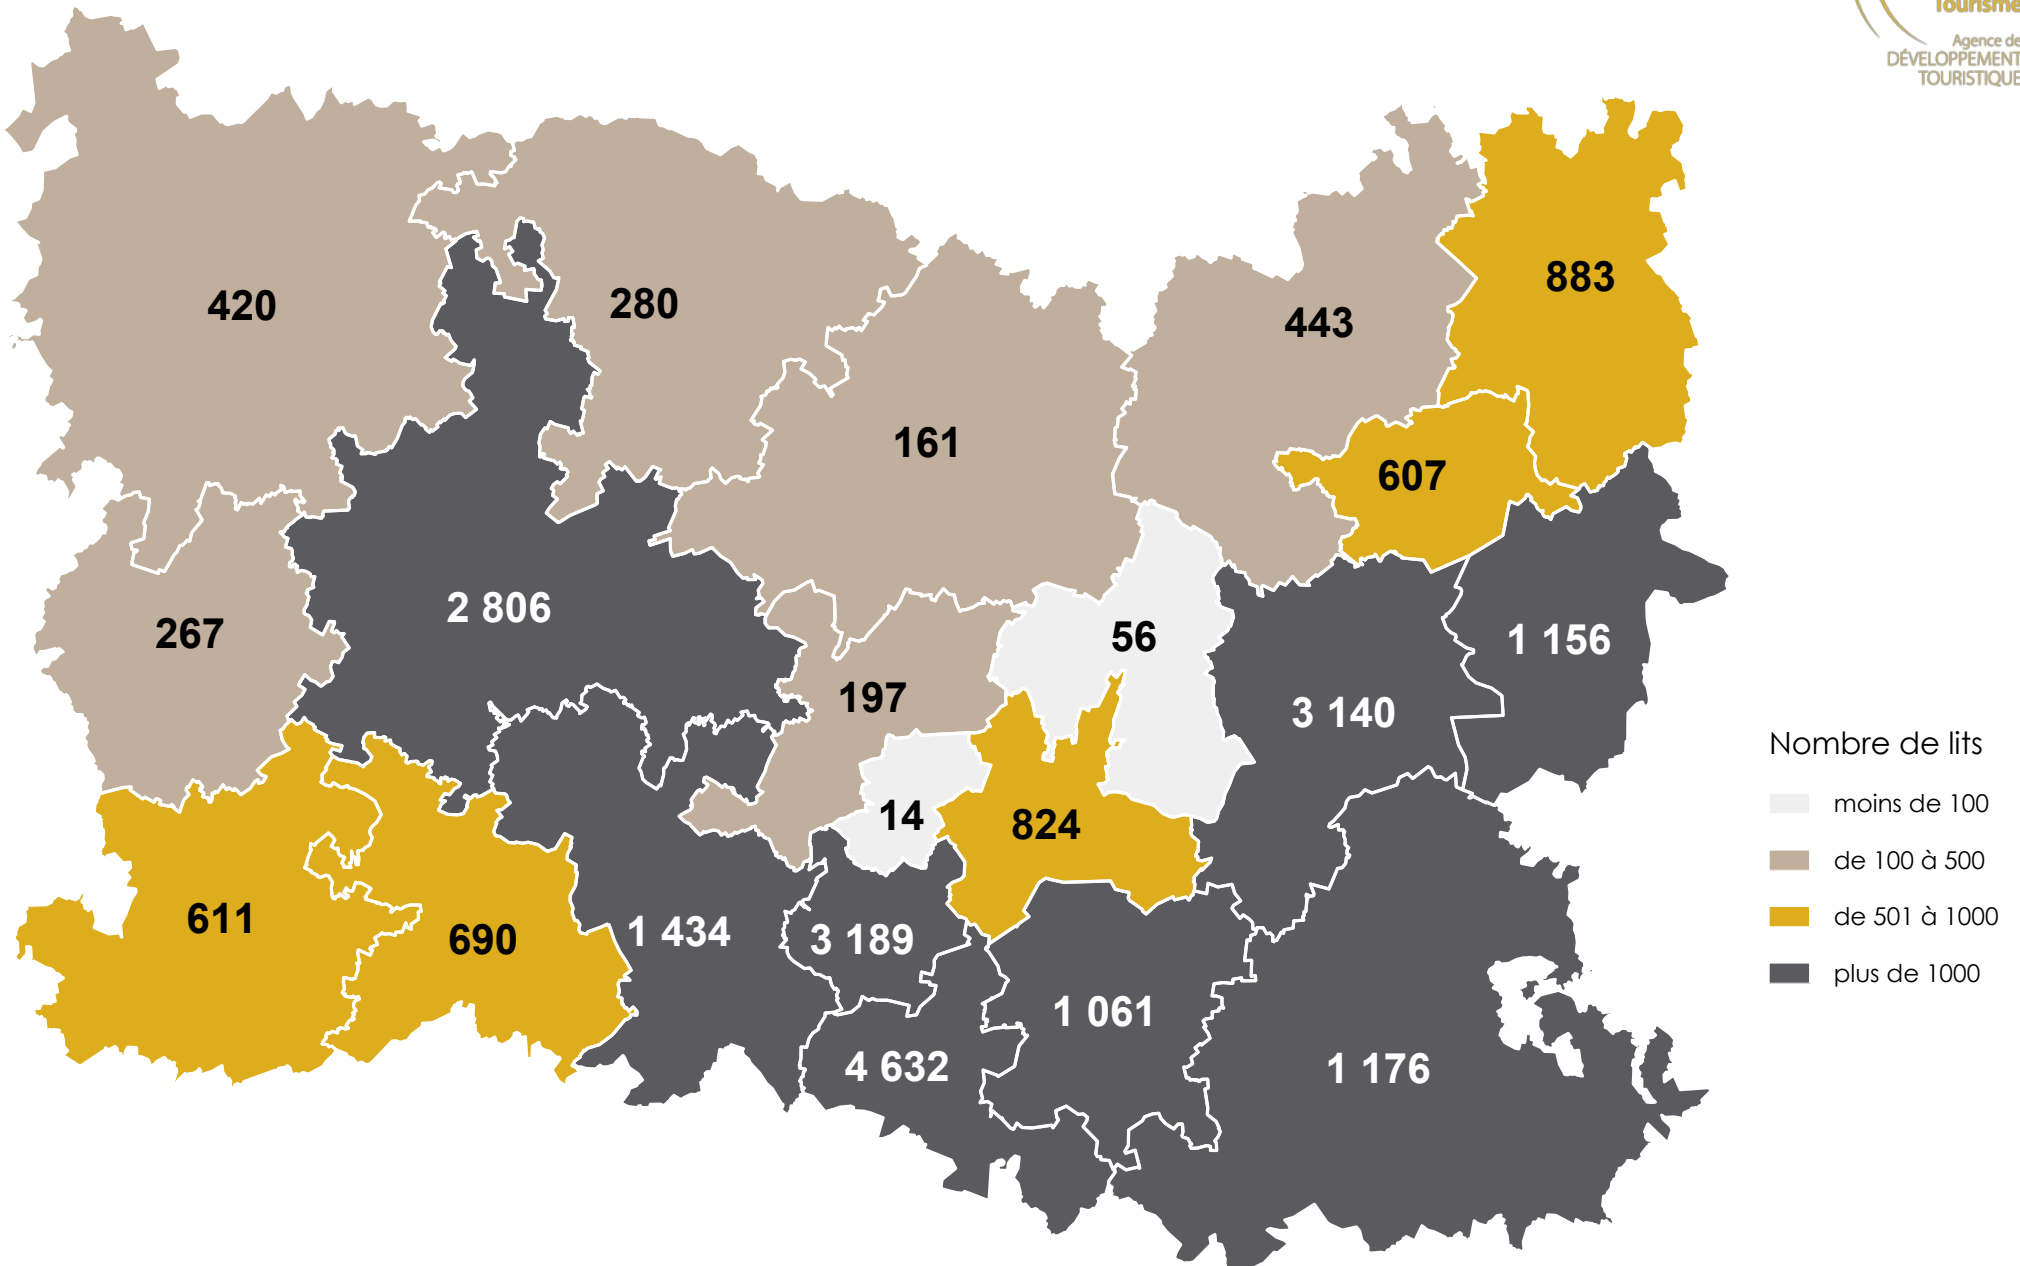 Tourisme
Agence de
DÉVELOPPEMENT
TOURISTIQUE
420
280
443
883
161
607
267
2 806
56
1 156
197
3 140
14
824
611
690
1 434
3 189
1 061
4 632
1 176
Nombre de lits
moins de 100
de 100 à 500
de 501 à 1000
plus de 1000